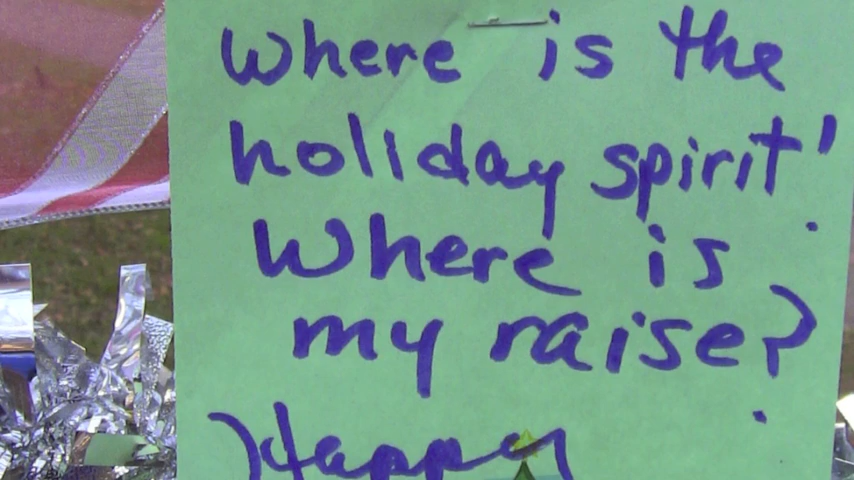 Where is the
holiday spirit!
Where is
my raise?
Happy